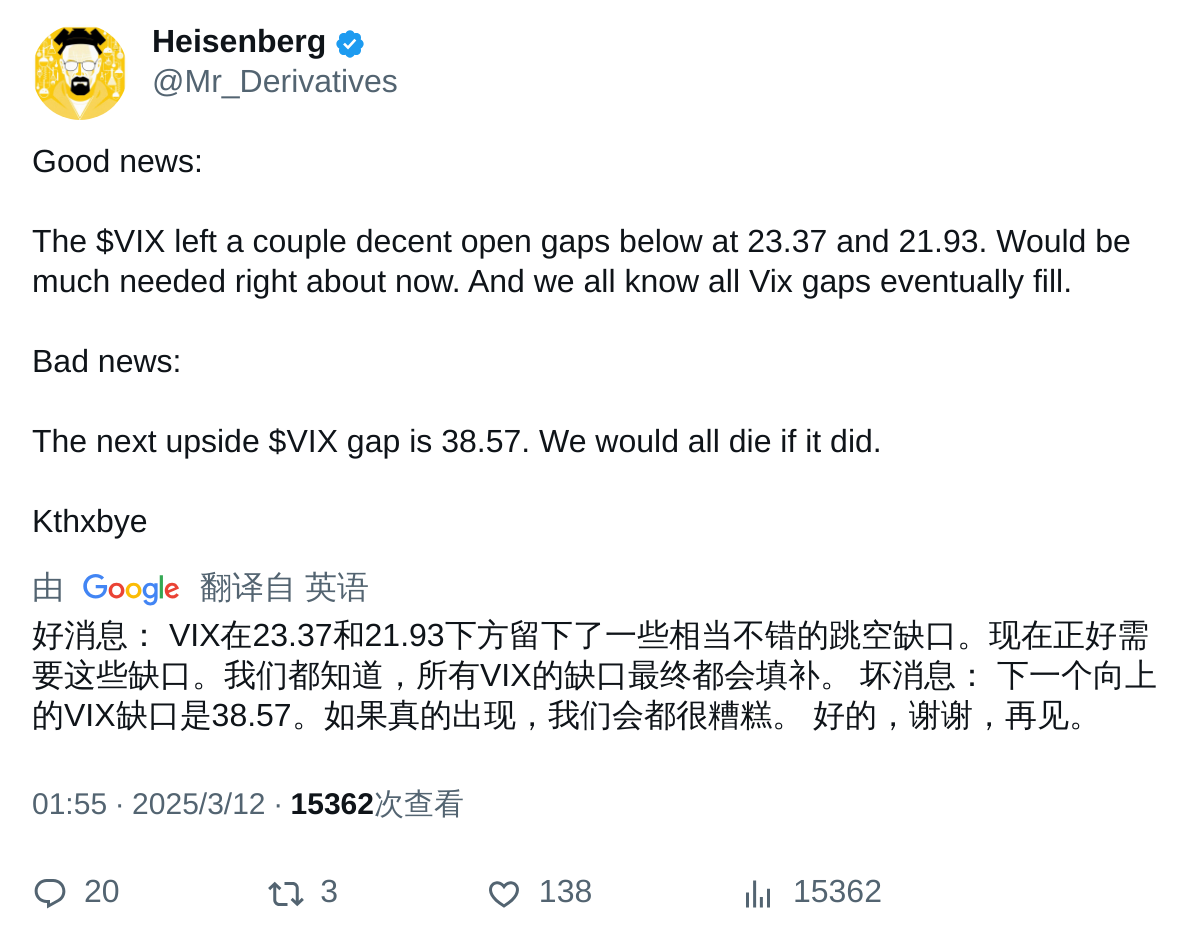 Heisenberg
@Mr_Derivatives
Good news:
The $VIX left a couple decent open gaps below at 23.37 and 21.93. Would be
much needed right about now. And we all know all Vix gaps eventually fill.
Bad news:
The next upside $VIX gap is 38.57. We would all die if it did.
Kthxbye
由 Google 翻译自 英语
好消息： VIX在23.37和21.93下方留下了一些相当不错的跳空缺口。现在正好需
要这些缺口。我们都知道，所有VIX的缺口最终都会填补。 坏消息： 下一个向上
的VIX缺口是38.57。如果真的出现，我们会都很糟糕。 好的，谢谢，再见。
01:55 · 2025/3/12 · 15362次查看
20 3 138 15362